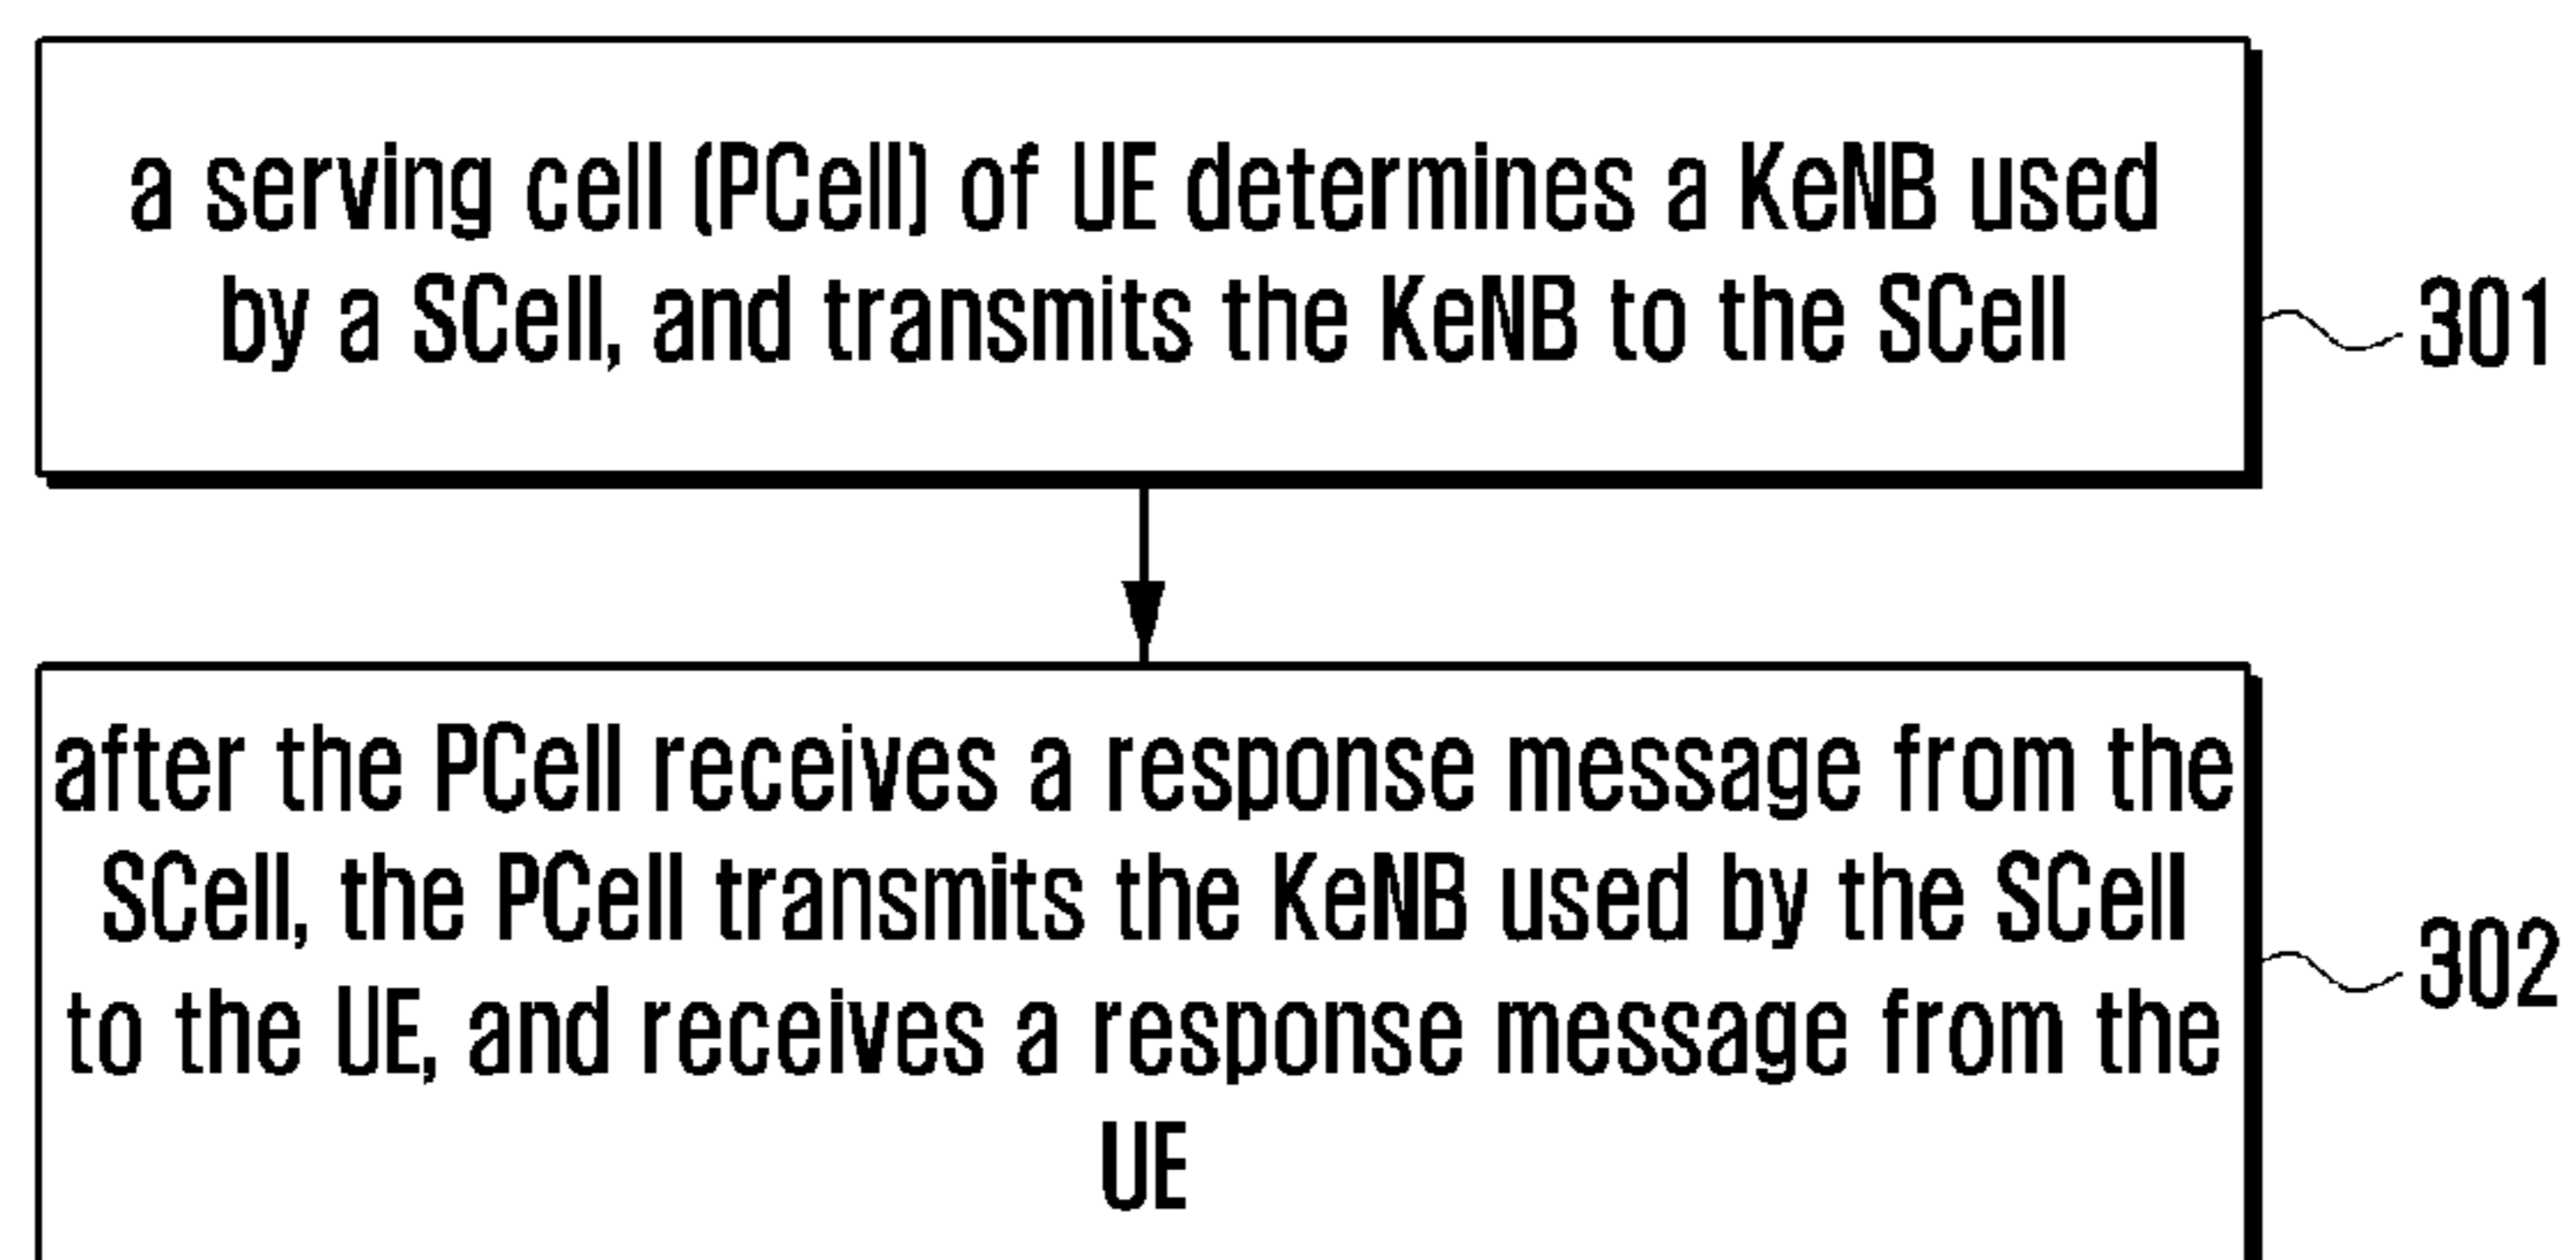 a serving cell (PCell) of UE determines a KeNB used
by a SCell, and transmits the KeNB to the SCell
301
after the PCell receives a response message from the
SCell, the PCell transmits the KeNB used by the SCell
to the UE, and receives a response message from the
UE
302